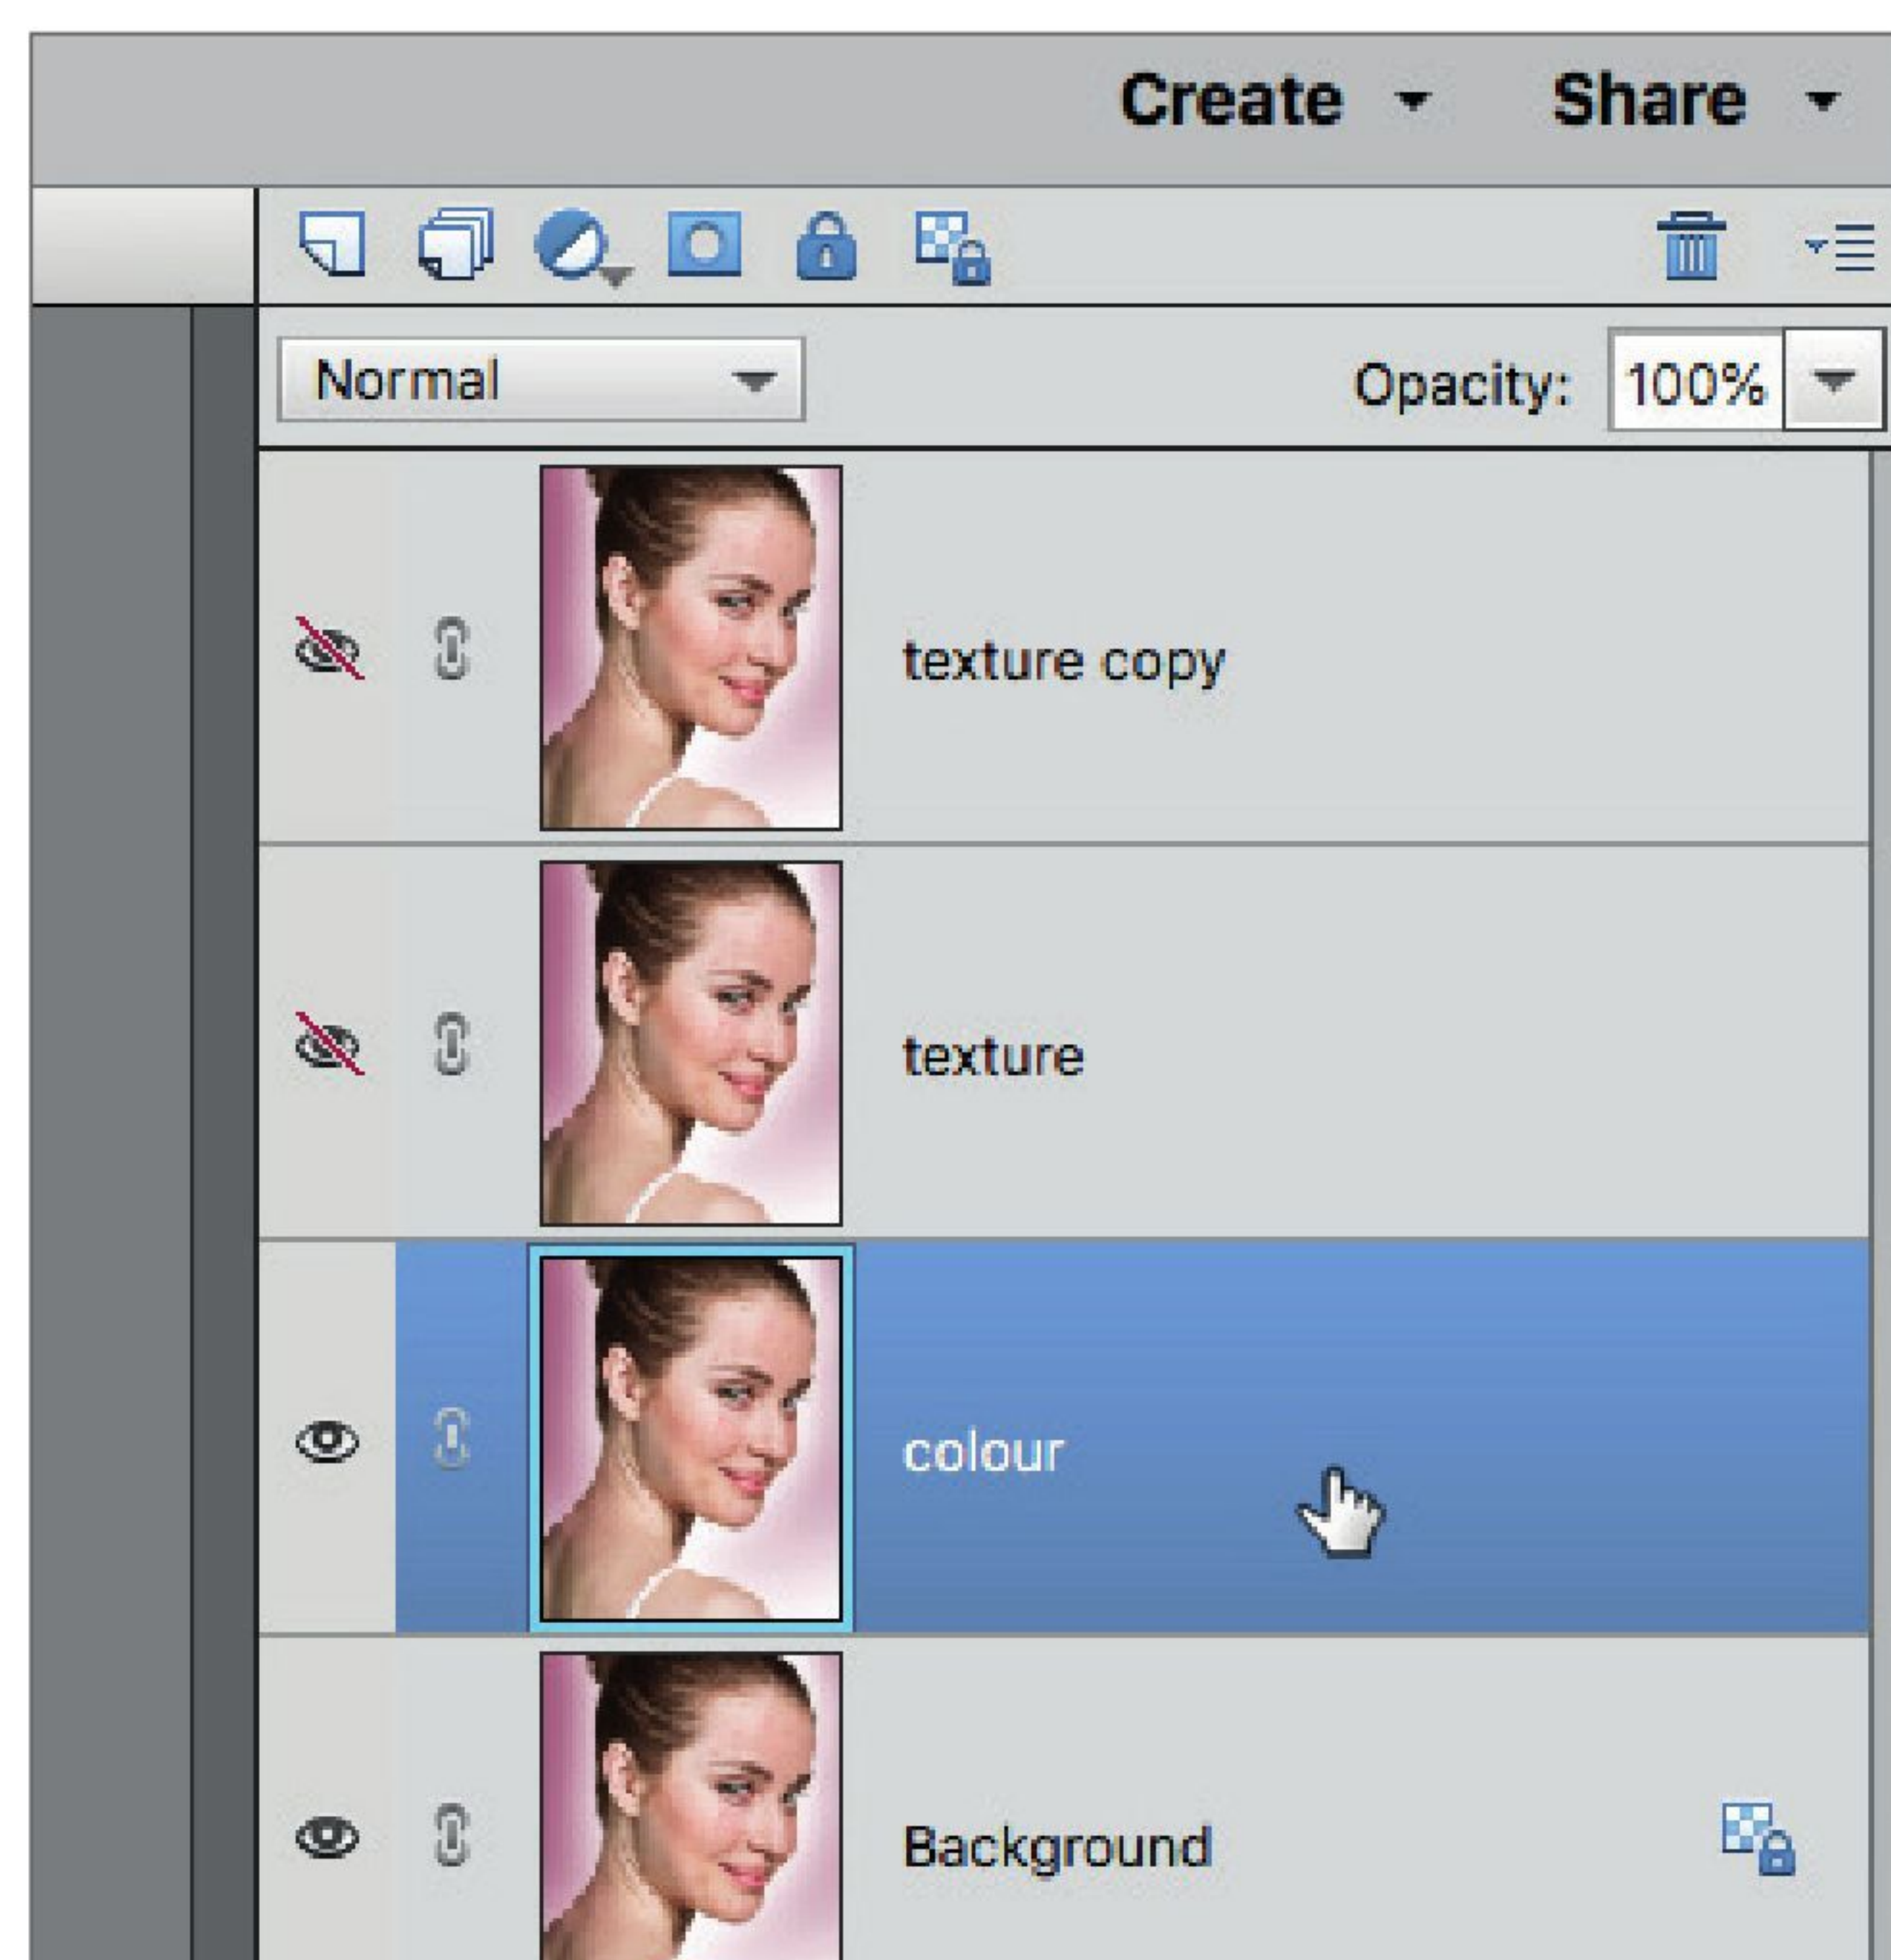 Create Share
Normal Opacity: 100%
texture copy
texture
colour
Background